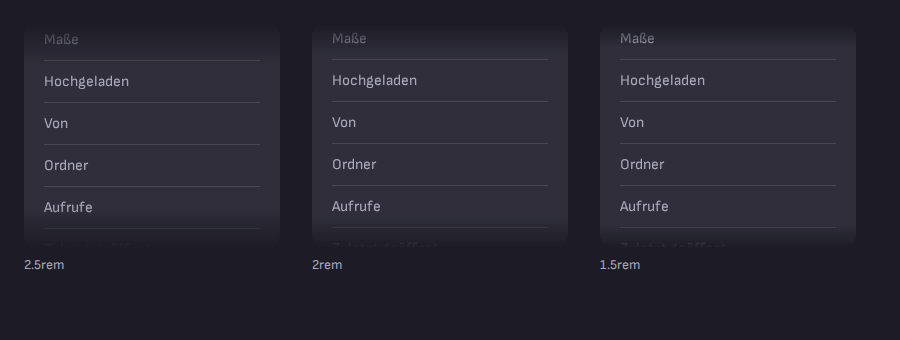 Maße
Hochgeladen
Von
Ordner
Aufrufe
2.5rem
Maße
Hochgeladen
Von
Ordner
Aufrufe
2rem
Maße
Hochgeladen
Von
Ordner
Aufrufe
1.5rem